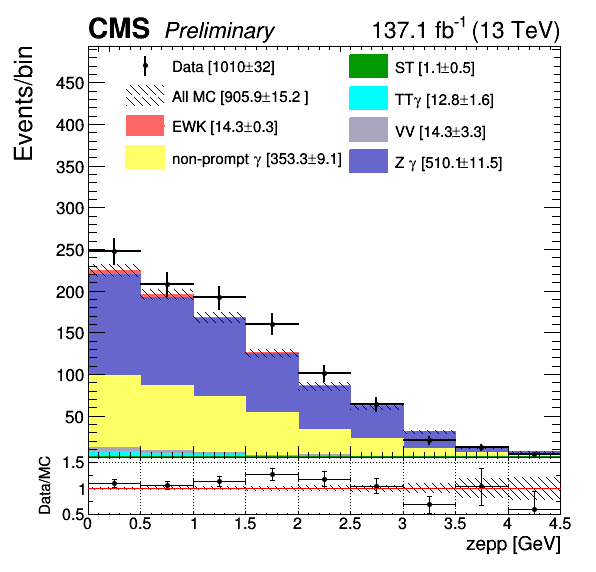 CMS Preliminary 137.1 fb⁻¹ (13 TeV)
Events/bin
450
400
350
300
250
200
150
100
50
Data [1010±32]
All MC [905.9±15.2 ]
EWK [14.3±0.3]
non-prompt γ [353.3±9.1]
ST [1.1±0.5]
TTγ [12.8±1.6]
VV [14.3±3.3]
Z γ [510.1±11.5]
Data/MC
1.5
1
0.5
0 0.5 1 1.5 2 2.5 3 3.5 4 4.5
zepp [GeV]